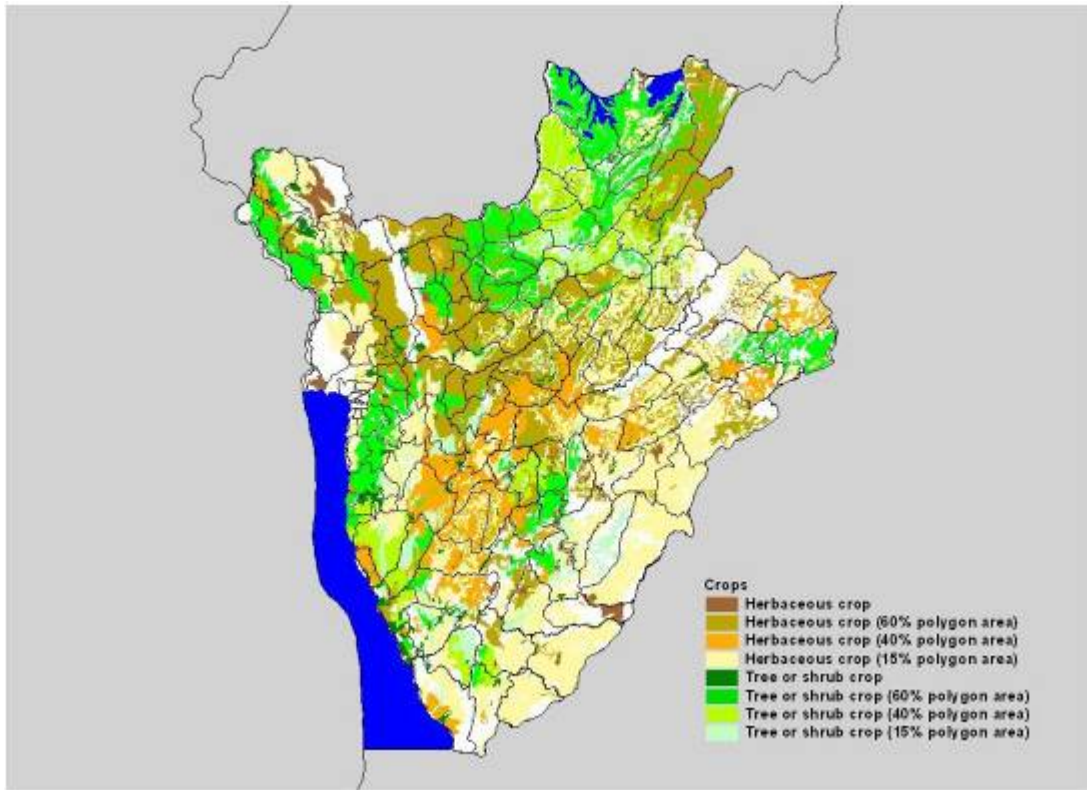 Crops
Herbaceous crop
Herbaceous crop (60% polygon area)
Herbaceous crop (40% polygon area)
Herbaceous crop (15% polygon area)
Tree or shrub crop
Tree or shrub crop (60% polygon area)
Tree or shrub crop (40% polygon area)
Tree or shrub crop (15% polygon area)